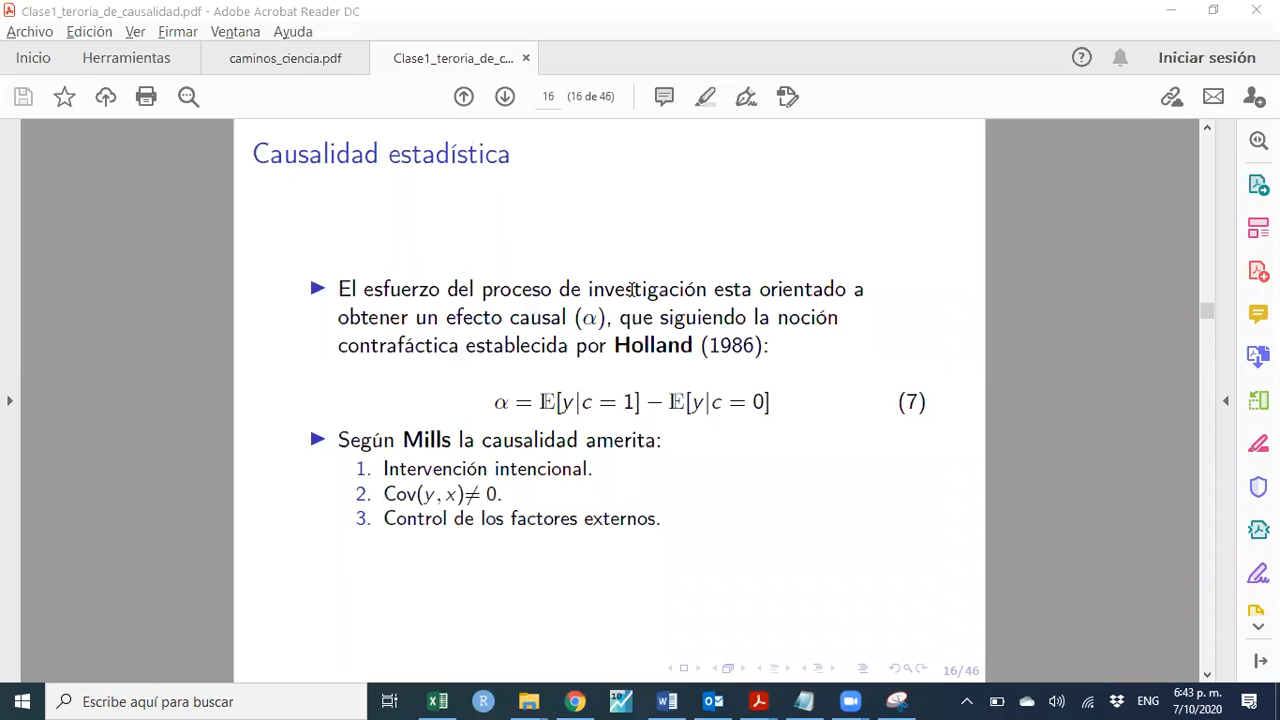 Clase1_teroria_de_causalidad.pdf - Adobe Acrobat Reader DC
Archivo Edición Ver Firmar Ventana Ayuda
Inicio Herramientas caminos_ciencia.pdf Clase1_teroria_de_c... × Iniciar sesión
16 (16 de 46)
Causalidad estadística
El esfuerzo del proceso de investigación esta orientado a
obtener un efecto causal (α), que siguiendo la noción
contrafáctica establecida por Holland (1986):
α = 𝔼[y|c = 1] − 𝔼[y|c = 0] (7)
Según Mills la causalidad amerita:
1. Intervención intencional.
2. Cov(y, x)≠ 0.
3. Control de los factores externos.
16/46
Escribe aquí para buscar
ENG
6:43 p. m.
7/10/2020